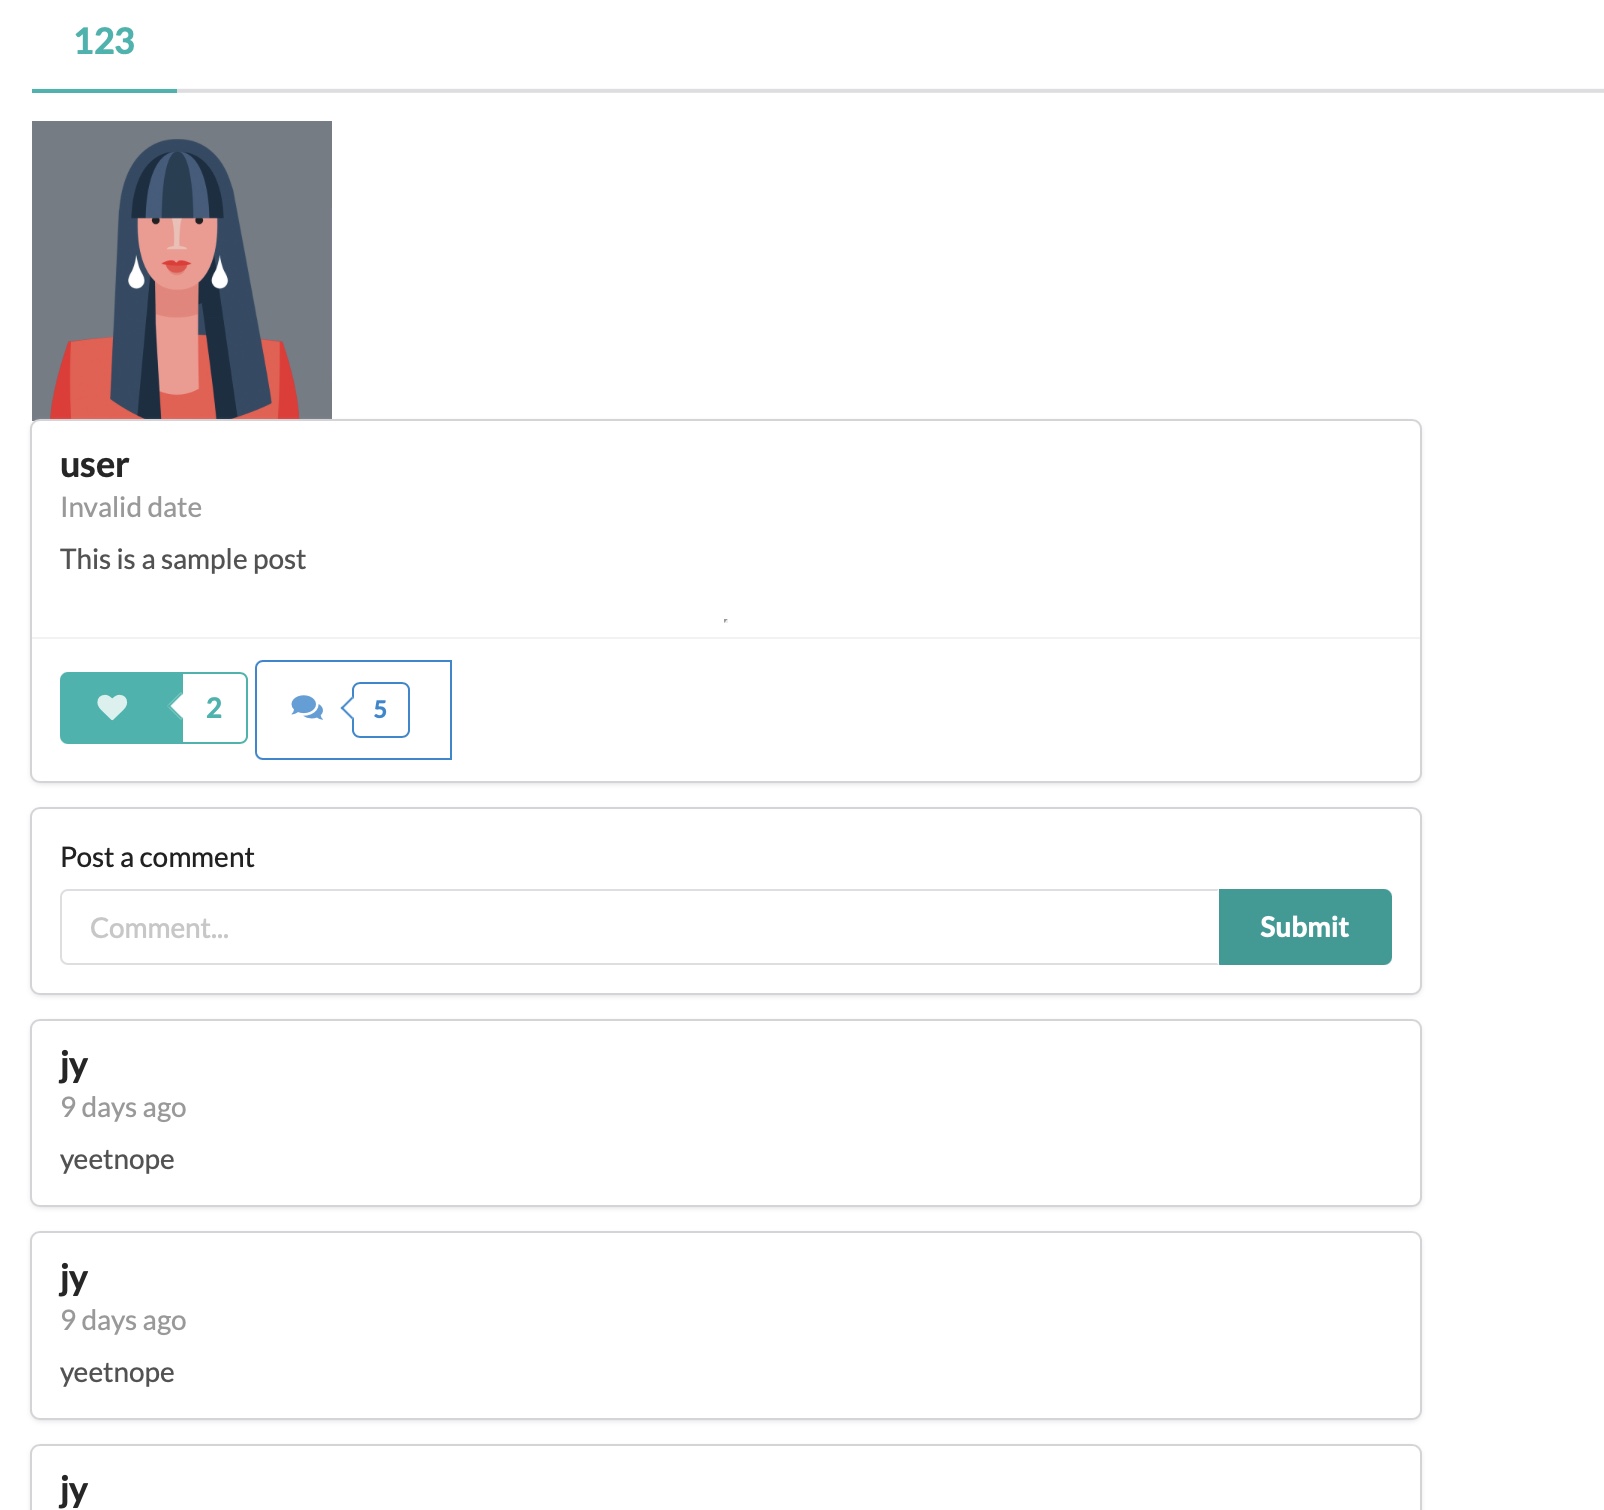 123
user
Invalid date
This is a sample post
2
5
Post a comment
Comment...
Submit
jy
9 days ago
yeetnope
jy
9 days ago
yeetnope
jy